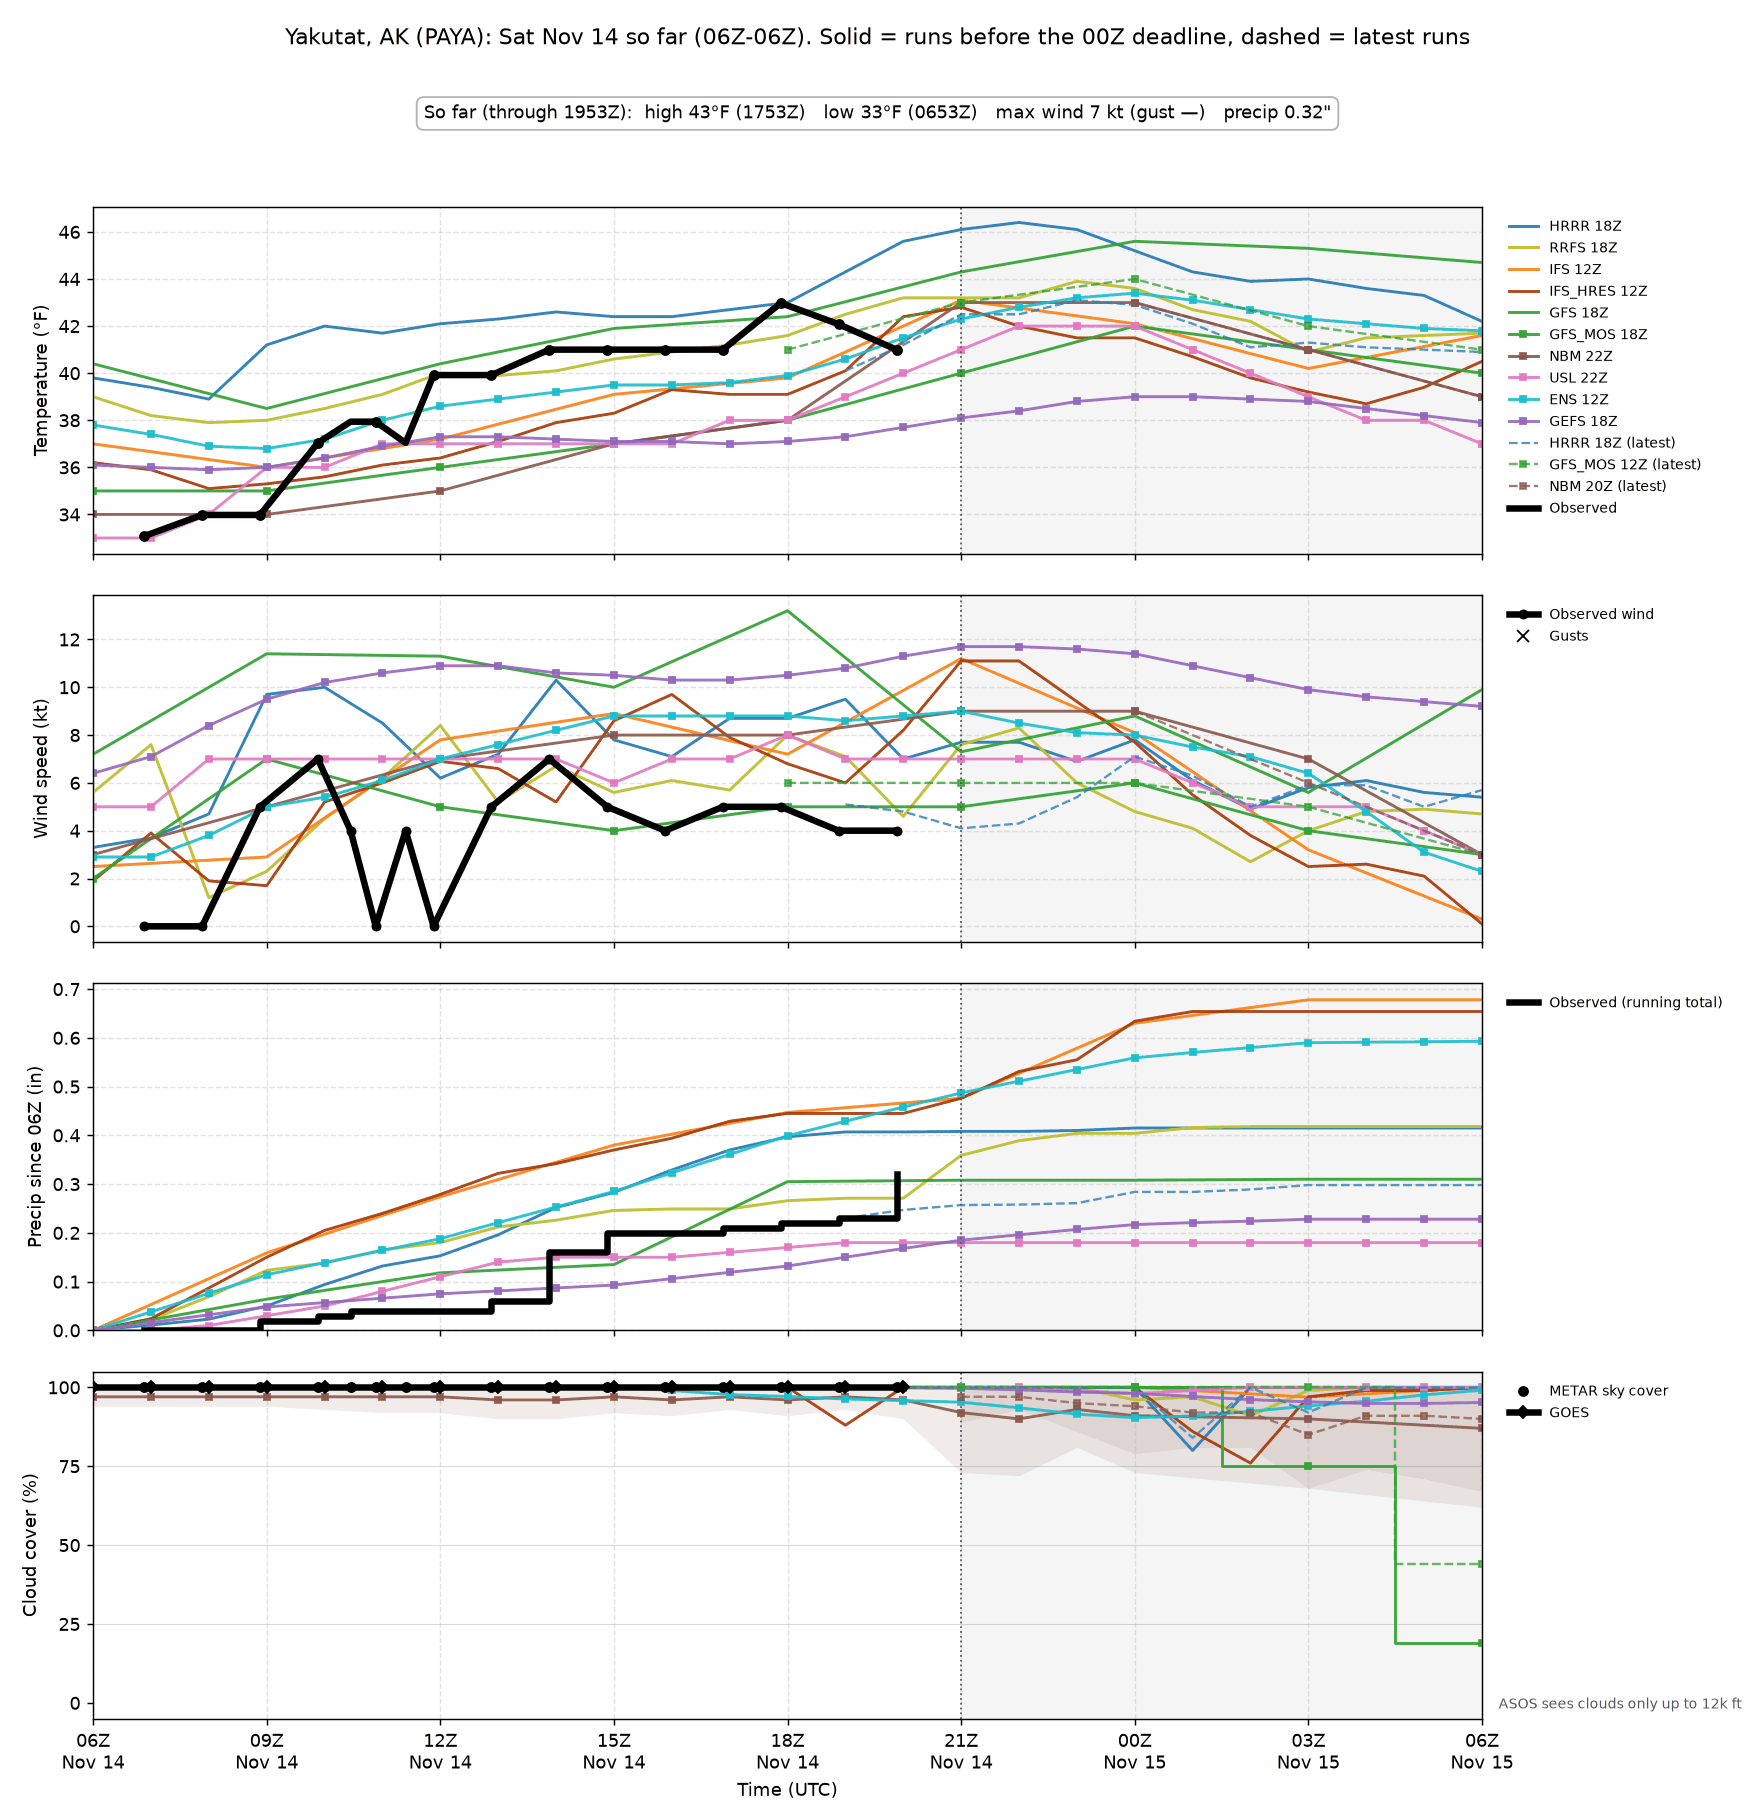 Yakutat, AK (PAYA): Sat Nov 14 so far (06Z-06Z). Solid = runs before the 00Z deadline, dashed = latest runs
So far (through 1953Z):  high 43°F (1753Z)   low 33°F (0653Z)   max wind 7 kt (gust —)   precip 0.32"
Temperature (°F)
46
44
42
40
38
36
34
HRRR 18Z
RRFS 18Z
IFS 12Z
IFS_HRES 12Z
GFS 18Z
GFS_MOS 18Z
NBM 22Z
USL 22Z
ENS 12Z
GEFS 18Z
HRRR 18Z (latest)
GFS_MOS 12Z (latest)
NBM 20Z (latest)
Observed
Wind speed (kt)
12
10
8
6
4
2
0
Observed wind
Gusts
Precip since 06Z (in)
0.7
0.6
0.5
0.4
0.3
0.2
0.1
0.0
Observed (running total)
Cloud cover (%)
100
75
50
25
0
METAR sky cover
GOES
ASOS sees clouds only up to 12k ft
06Z
Nov 14
09Z
Nov 14
12Z
Nov 14
15Z
Nov 14
18Z
Nov 14
21Z
Nov 14
00Z
Nov 15
03Z
Nov 15
06Z
Nov 15
Time (UTC)